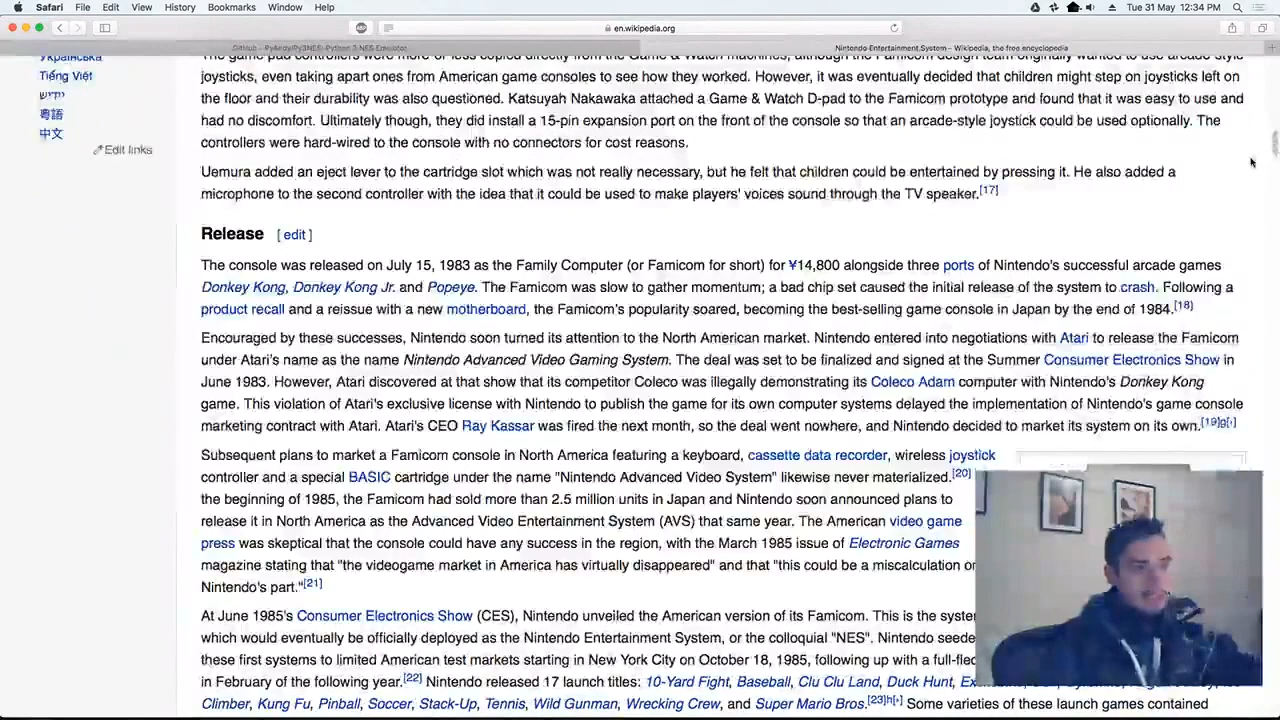 Safari File Edit View History Bookmarks Window Help Tue 31 May 12:34 PM
en.wikipedia.org
GitHub - PyAndy/Py3NES: Python 3 NES Emulator Nintendo Entertainment System - Wikipedia, the free encyclopedia
Українська
Tiếng Việt
ייִדיש
粵語
中文
Edit links
joysticks, even taking apart ones from American game consoles to see how they worked. However, it was eventually decided that children might step on joysticks left on
the floor and their durability was also questioned. Katsuyah Nakawaka attached a Game & Watch D-pad to the Famicom prototype and found that it was easy to use and
had no discomfort. Ultimately though, they did install a 15-pin expansion port on the front of the console so that an arcade-style joystick could be used optionally. The
controllers were hard-wired to the console with no connectors for cost reasons.
Uemura added an eject lever to the cartridge slot which was not really necessary, but he felt that children could be entertained by pressing it. He also added a
microphone to the second controller with the idea that it could be used to make players' voices sound through the TV speaker.[17]
Release [ edit ]
The console was released on July 15, 1983 as the Family Computer (or Famicom for short) for ¥14,800 alongside three ports of Nintendo's successful arcade games
Donkey Kong, Donkey Kong Jr. and Popeye. The Famicom was slow to gather momentum; a bad chip set caused the initial release of the system to crash. Following a
product recall and a reissue with a new motherboard, the Famicom's popularity soared, becoming the best-selling game console in Japan by the end of 1984.[18]
Encouraged by these successes, Nintendo soon turned its attention to the North American market. Nintendo entered into negotiations with Atari to release the Famicom
under Atari's name as the name Nintendo Advanced Video Gaming System. The deal was set to be finalized and signed at the Summer Consumer Electronics Show in
June 1983. However, Atari discovered at that show that its competitor Coleco was illegally demonstrating its Coleco Adam computer with Nintendo's Donkey Kong
game. This violation of Atari's exclusive license with Nintendo to publish the game for its own computer systems delayed the implementation of Nintendo's game console
marketing contract with Atari. Atari's CEO Ray Kassar was fired the next month, so the deal went nowhere, and Nintendo decided to market its system on its own.[19]
Subsequent plans to market a Famicom console in North America featuring a keyboard, cassette data recorder, wireless joystick
controller and a special BASIC cartridge under the name "Nintendo Advanced Video System" likewise never materialized.[20]
the beginning of 1985, the Famicom had sold more than 2.5 million units in Japan and Nintendo soon announced plans to
release it in North America as the Advanced Video Entertainment System (AVS) that same year. The American video game
press was skeptical that the console could have any success in the region, with the March 1985 issue of Electronic Games
magazine stating that "the videogame market in America has virtually disappeared" and that "this could be a miscalculation
Nintendo's part."[21]
At June 1985's Consumer Electronics Show (CES), Nintendo unveiled the American version of its Famicom. This is the
which would eventually be officially deployed as the Nintendo Entertainment System, or the colloquial "NES". Nintendo
these first systems to limited American test markets starting in New York City on October 18, 1985, following up with a
in February of the following year.[22] Nintendo released 17 launch titles: 10-Yard Fight, Baseball, Clu Clu Land, Duck Hunt,
Climber, Kung Fu, Pinball, Soccer, Stack-Up, Tennis, Wild Gunman, Wrecking Crew, and Super Mario Bros.[23] Some varieties of these launch games contained